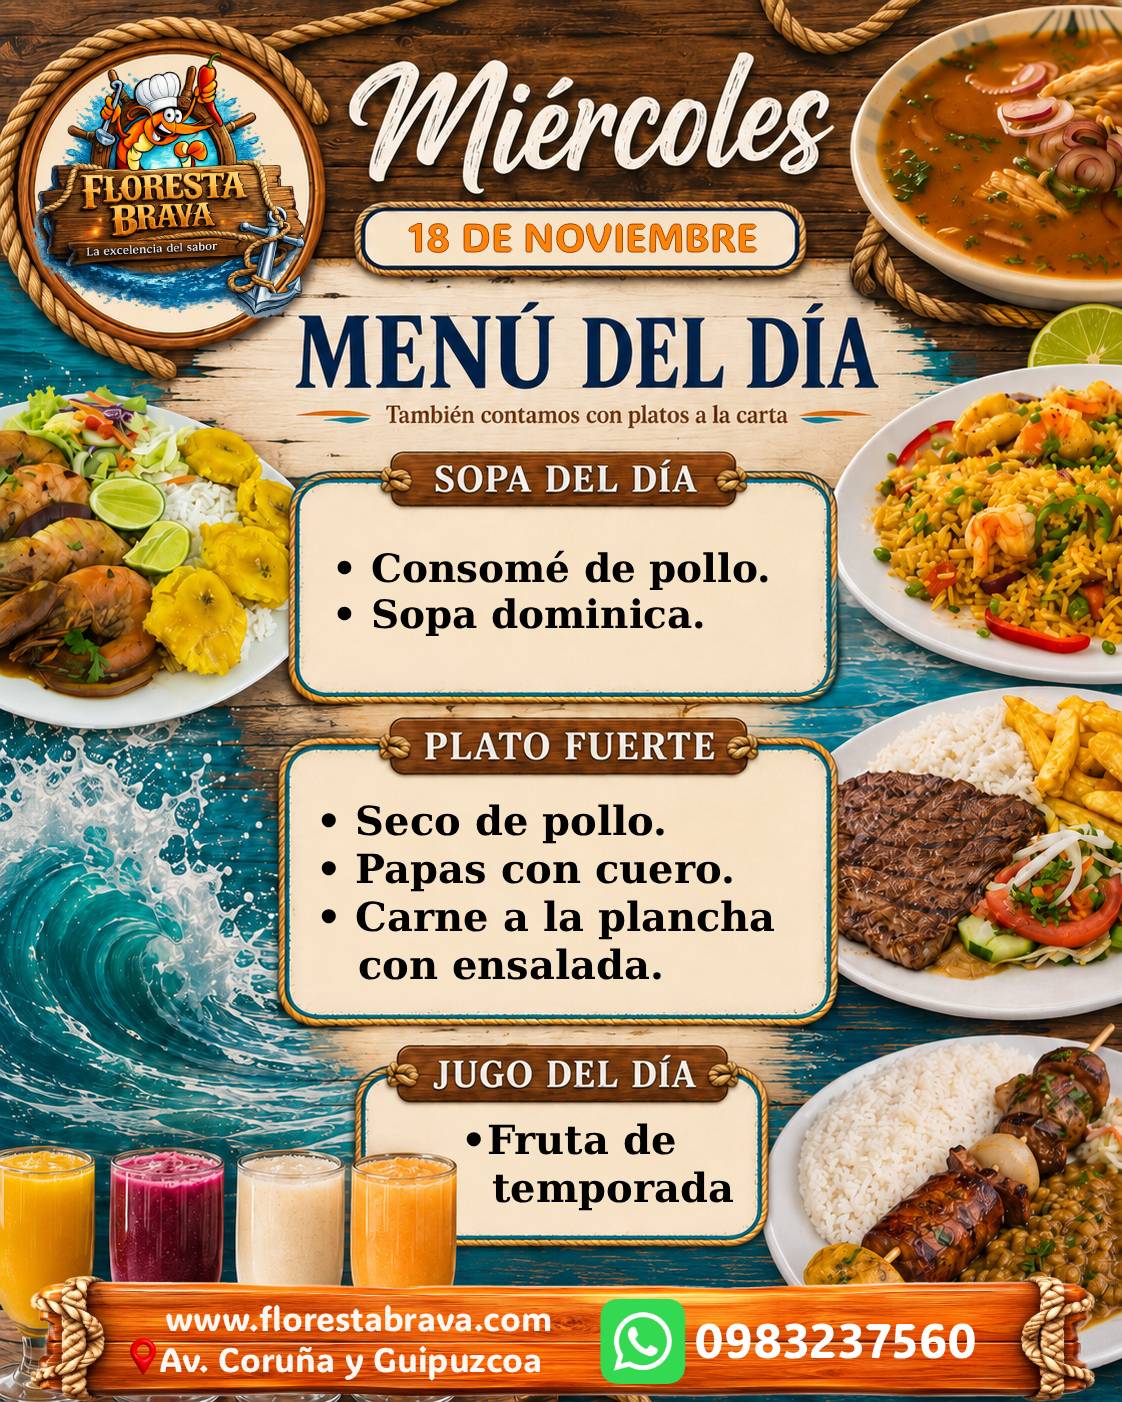 FLORESTA
BRAVA
La excelencia del sabor
Miércoles
18 DE NOVIEMBRE
MENÚ DEL DÍA
También contamos con platos a la carta
SOPA DEL DÍA
• Consomé de pollo.
• Sopa dominica.
PLATO FUERTE
• Seco de pollo.
• Papas con cuero.
• Carne a la plancha
con ensalada.
JUGO DEL DÍA
•Fruta de
temporada
www.florestabrava.com
Av. Coruña y Guipuzcoa
0983237560